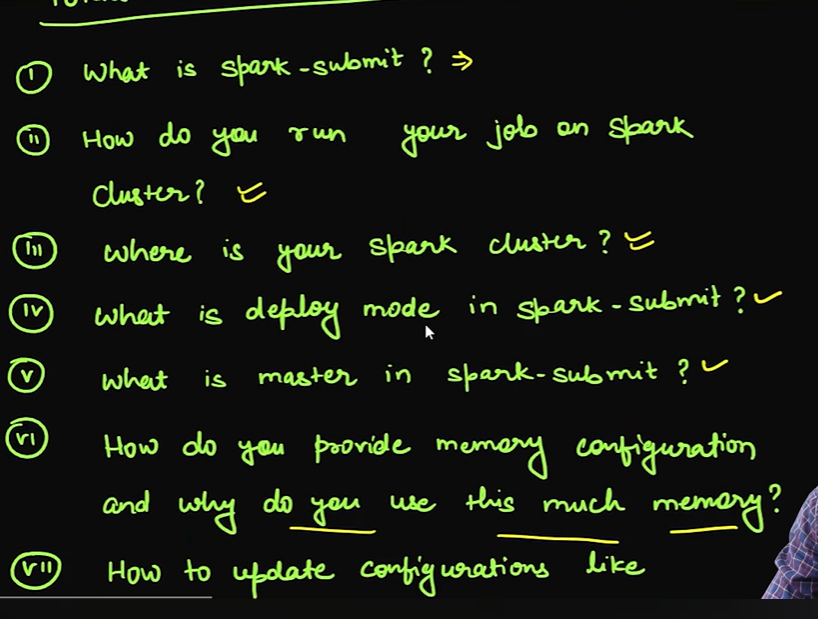 (i) What is spark-submit ? ⇒
(ii) How do you run your job on spark
cluster?
(iii) where is your spark cluster ?
(iv) what is deploy mode in spark-submit ? ✓
(v) what is master in spark-submit ? ✓
(vi) How do you provide memory configuration
and why do you use this much memory?
(vii) How to update configurations like